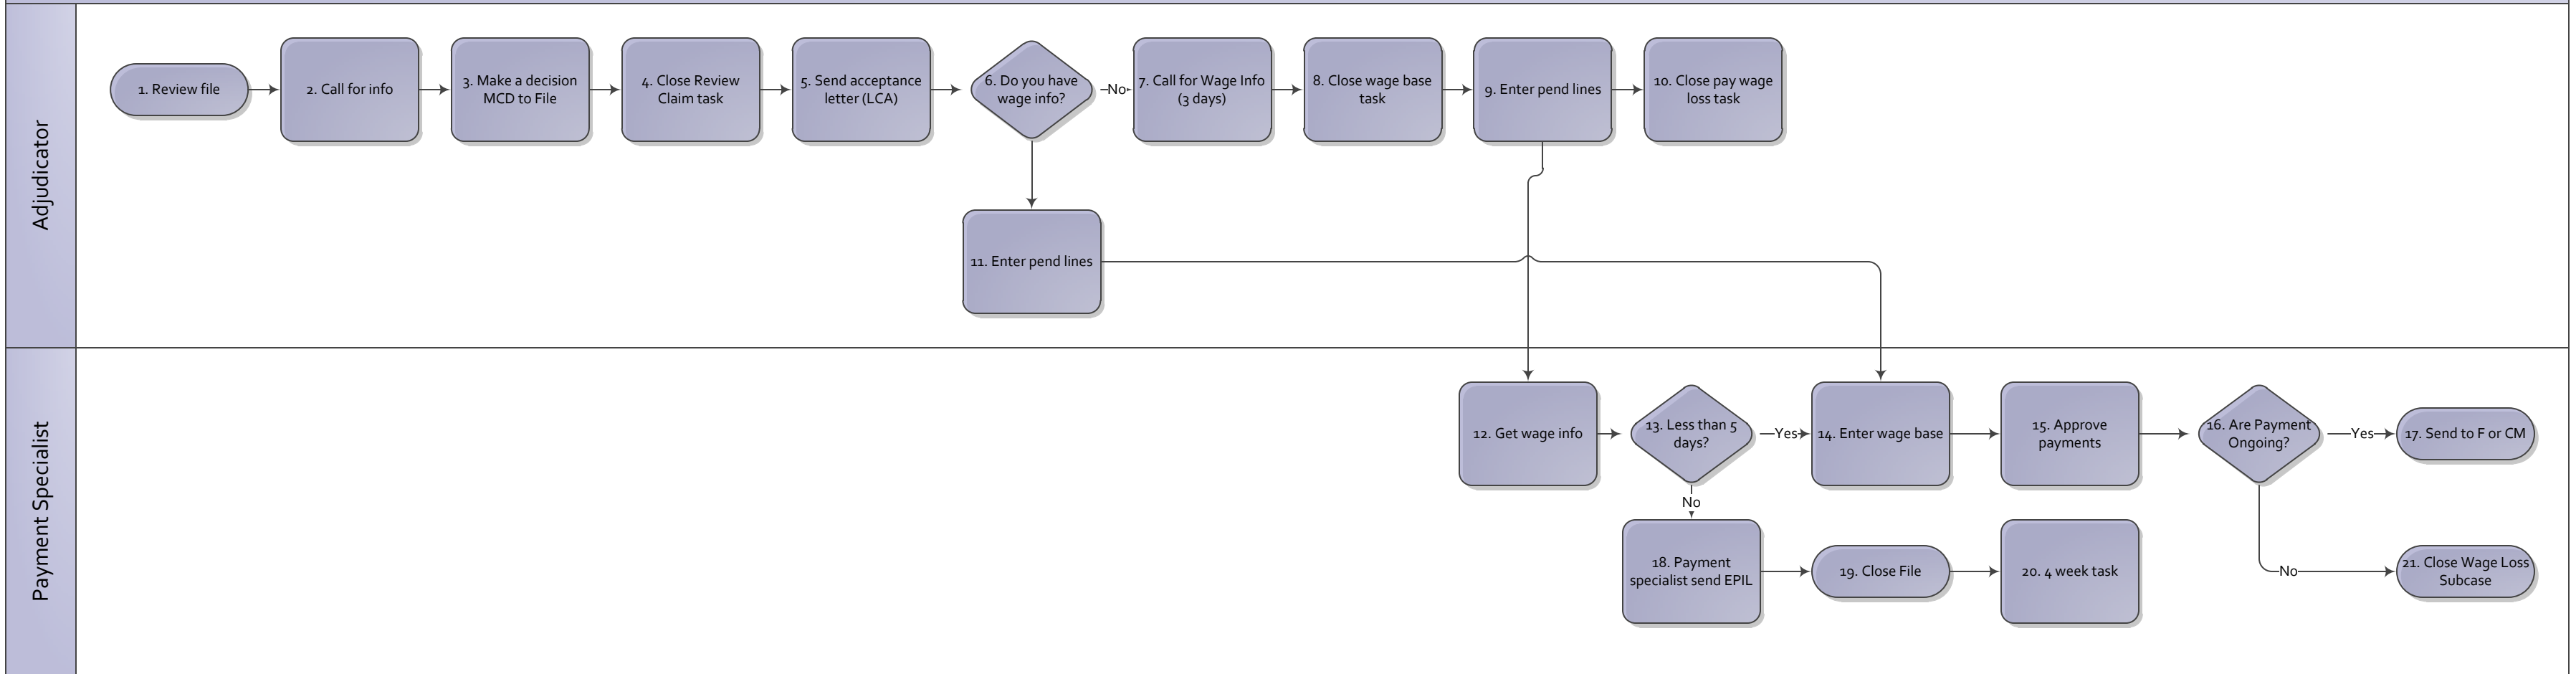 Adjudicator
1. Review file
2. Call for info
3. Make a decision
MCD to File
4. Close Review
Claim task
5. Send acceptance
letter (LCA)
6. Do you have
wage info?
No
7. Call for Wage Info
(3 days)
8. Close wage base
task
9. Enter pend lines
10. Close pay wage
loss task
11. Enter pend lines
Payment Specialist
12. Get wage info
13. Less than 5
days?
Yes
14. Enter wage base
15. Approve
payments
16. Are Payment
Ongoing?
Yes
17. Send to F or CM
No
18. Payment
specialist send EPIL
19. Close File
20. 4 week task
No
21. Close Wage Loss
Subcase